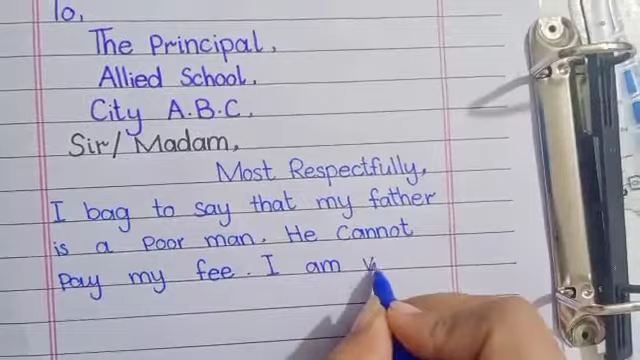 To,
The Principal,
Allied School,
City A.B.C.
Sir/Madam,
Most Respectfully,
I bag to say that my father
is a poor man. He Cannot
Pay my fee. I am